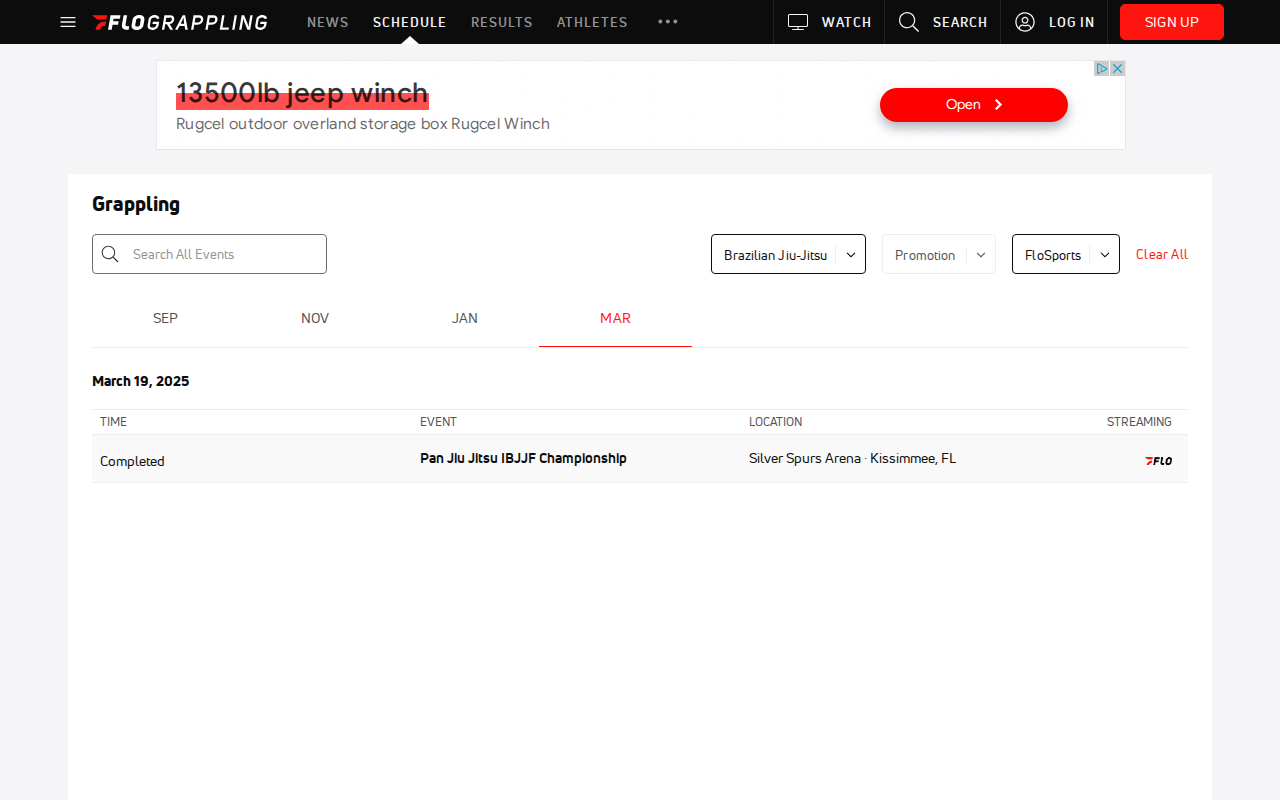 FLOGRAPPLING NEWS SCHEDULE RESULTS ATHLETES ••• WATCH SEARCH LOG IN SIGN UP
13500lb jeep winch
Rugcel outdoor overland storage box Rugcel Winch
Open
Grappling
Search All Events
Brazilian Jiu-Jitsu
Promotion
FloSports
Clear All
SEP NOV JAN MAR
March 19, 2025
TIME EVENT LOCATION STREAMING
Completed Pan Jiu Jitsu IBJJF Championship Silver Spurs Arena · Kissimmee, FL FLO